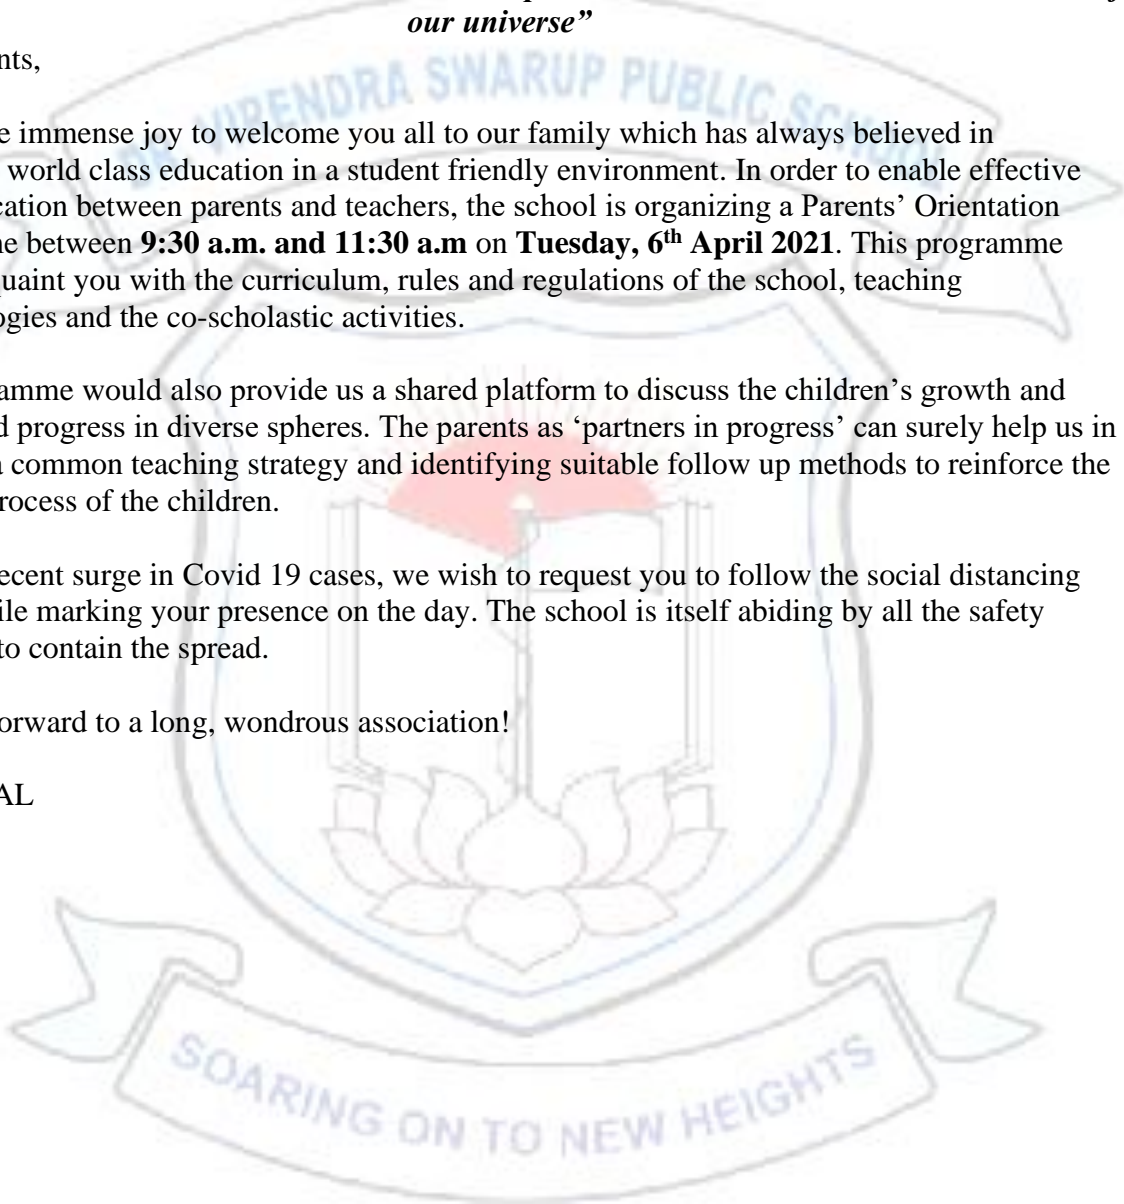 our universe”
nts,
DR. VIRENDRA SWARUP PUBLIC SCHOOL
e immense joy to welcome you all to our family which has always believed in
world class education in a student friendly environment. In order to enable effective
cation between parents and teachers, the school is organizing a Parents’ Orientation
ne between 9:30 a.m. and 11:30 a.m on Tuesday, 6th April 2021. This programme
quaint you with the curriculum, rules and regulations of the school, teaching
ogies and the co-scholastic activities.
amme would also provide us a shared platform to discuss the children’s growth and
d progress in diverse spheres. The parents as ‘partners in progress’ can surely help us in
a common teaching strategy and identifying suitable follow up methods to reinforce the
rocess of the children.
ecent surge in Covid 19 cases, we wish to request you to follow the social distancing
ile marking your presence on the day. The school is itself abiding by all the safety
to contain the spread.
orward to a long, wondrous association!
AL
SOARING ON TO NEW HEIGHTS